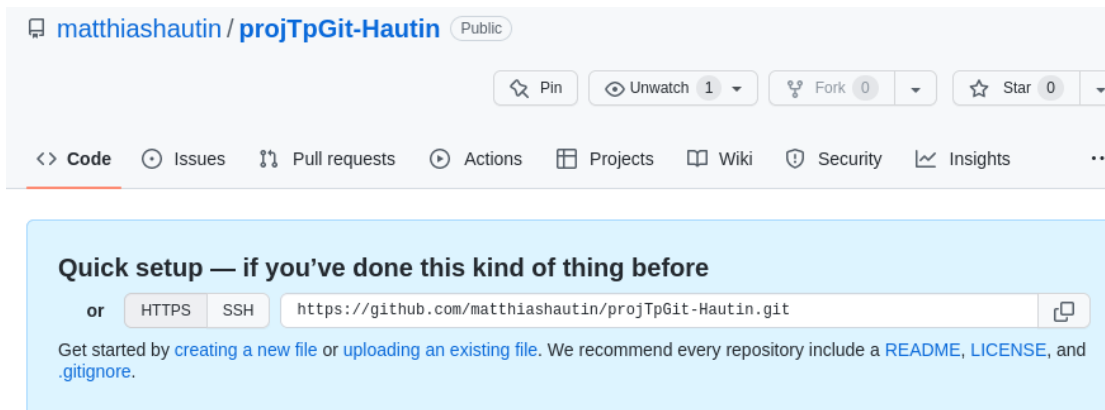 matthiashautin / projTpGit-Hautin Public
Pin Unwatch 1 Fork 0 Star 0
Code Issues Pull requests Actions Projects Wiki Security Insights
Quick setup — if you’ve done this kind of thing before
or HTTPS SSH https://github.com/matthiashautin/projTpGit-Hautin.git
Get started by creating a new file or uploading an existing file. We recommend every repository include a README, LICENSE, and
.gitignore.